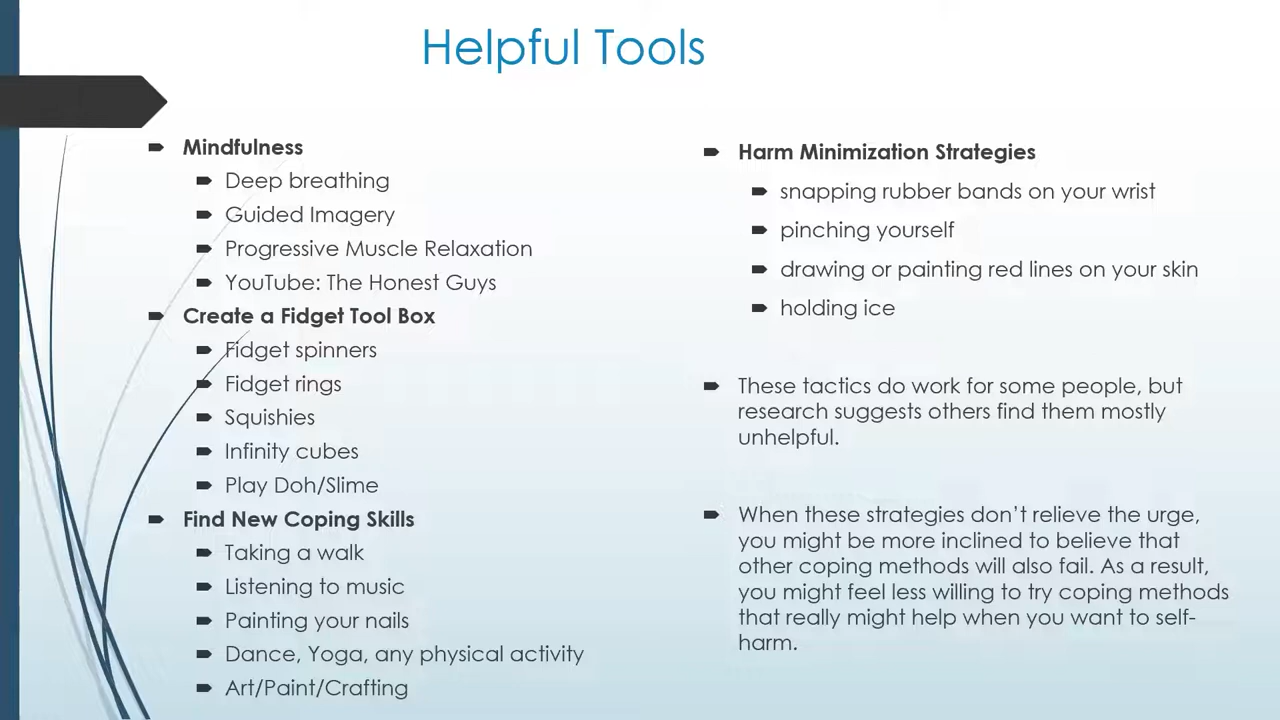 Helpful Tools
Mindfulness
Deep breathing
Guided Imagery
Progressive Muscle Relaxation
YouTube: The Honest Guys
Create a Fidget Tool Box
Fidget spinners
Fidget rings
Squishies
Infinity cubes
Play Doh/Slime
Find New Coping Skills
Taking a walk
Listening to music
Painting your nails
Dance, Yoga, any physical activity
Art/Paint/Crafting
Harm Minimization Strategies
snapping rubber bands on your wrist
pinching yourself
drawing or painting red lines on your skin
holding ice
These tactics do work for some people, but
research suggests others find them mostly
unhelpful.
When these strategies don’t relieve the urge,
you might be more inclined to believe that
other coping methods will also fail. As a result,
you might feel less willing to try coping methods
that really might help when you want to self-
harm.